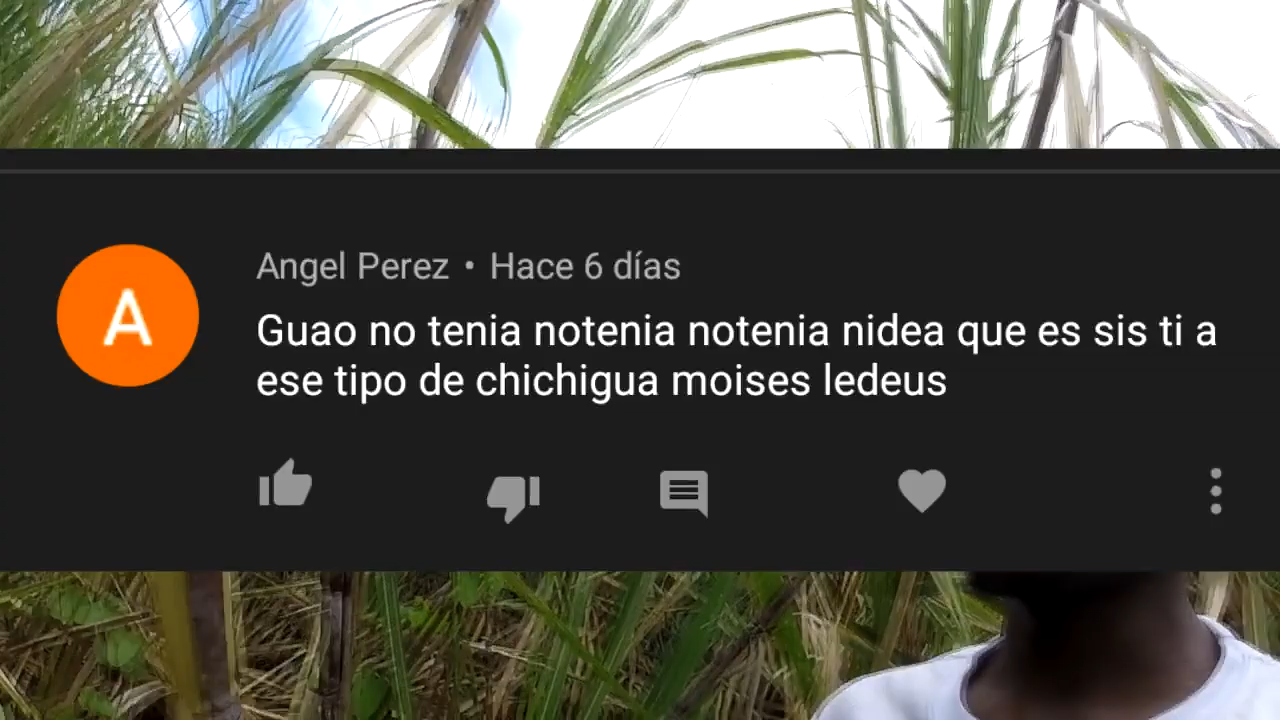 A
Angel Perez • Hace 6 días
Guao no tenia notenia notenia nidea que es sis ti a
ese tipo de chichigua moises ledeus